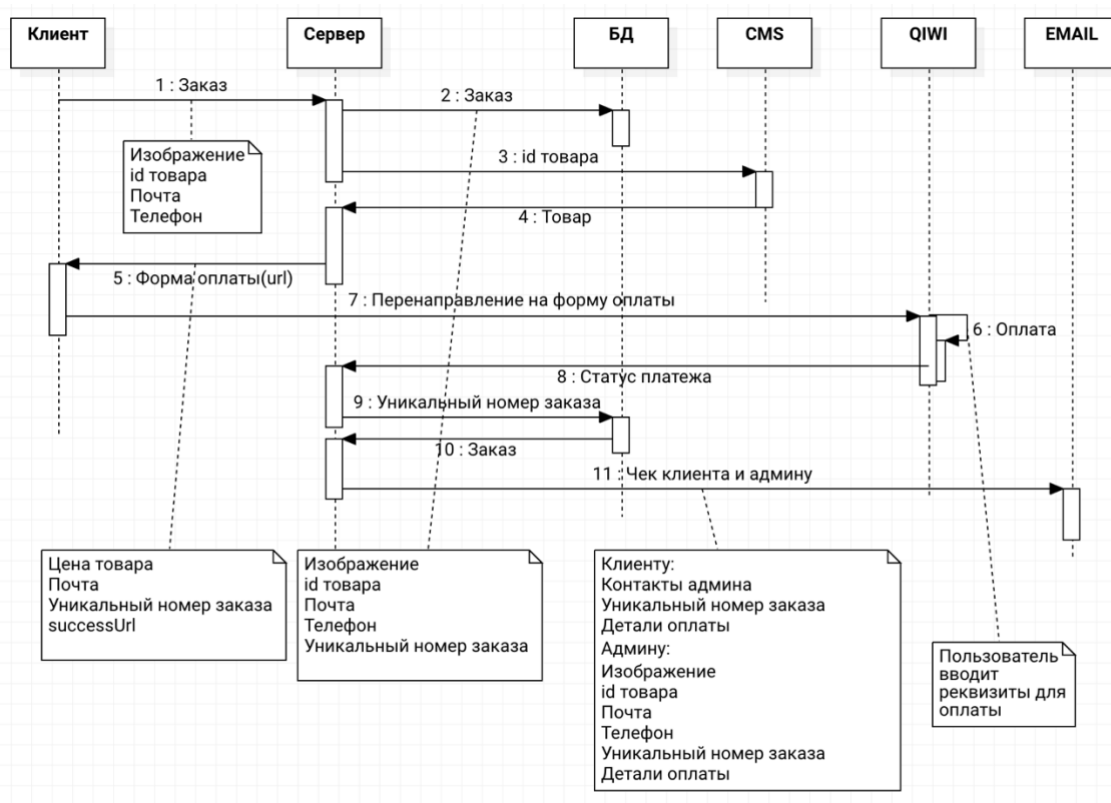 Клиент
Сервер
БД
CMS
QIWI
EMAIL
1 : Заказ
2 : Заказ
Изображение
id товара
Почта
Телефон
3 : id товара
4 : Товар
5 : Форма оплаты(url)
7 : Перенаправление на форму оплаты
6 : Оплата
8 : Статус платежа
9 : Уникальный номер заказа
10 : Заказ
11 : Чек клиента и админу
Цена товара
Почта
Уникальный номер заказа
successUrl
Изображение
id товара
Почта
Телефон
Уникальный номер заказа
Клиенту:
Контакты админа
Уникальный номер заказа
Детали оплаты
Админу:
Изображение
id товара
Почта
Телефон
Уникальный номер заказа
Детали оплаты
Пользователь
вводит
реквизиты для
оплаты